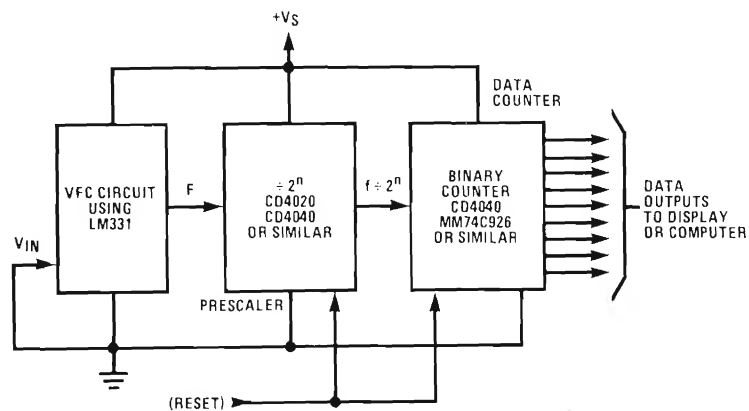 +VS
DATA
COUNTER
VFC CIRCUIT
USING
LM331
F
÷ 2ⁿ
CD4020
CD4040
OR SIMILAR
f ÷ 2ⁿ
BINARY
COUNTER
CD4040
MM74C926
OR SIMILAR
DATA
OUTPUTS
TO DISPLAY
OR COMPUTER
VIN
PRESCALER
(RESET)